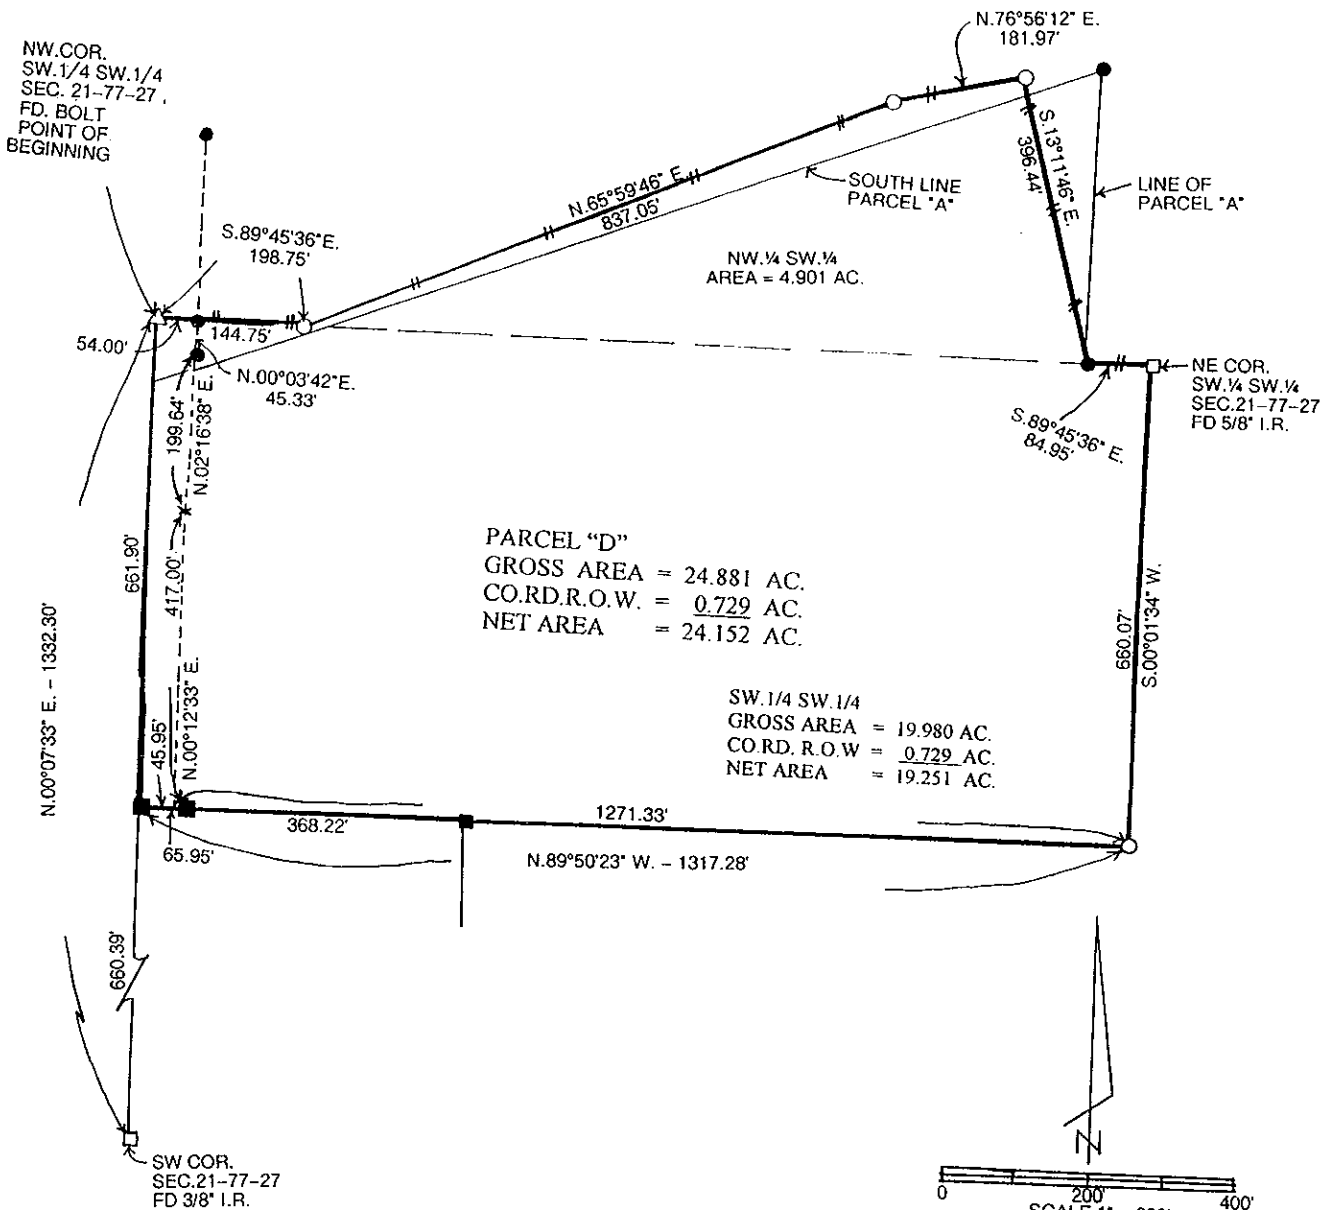 N.76°56'12" E.
181.97'
NW.COR.
SW.1/4 SW.1/4
SEC. 21-77-27
FD. BOLT
POINT OF
BEGINNING
S.13°11'46" E.
396.44'
SOUTH LINE
PARCEL "A"
LINE OF
PARCEL "A"
N.65°59'46" E.
837.05'
S.89°45'36"E.
198.75'
NW.¼ SW.¼
AREA = 4.901 AC.
54.00'
144.75'
N.00°03'42"E.
45.33'
NE COR.
SW.¼ SW.¼
SEC.21-77-27
FD 5/8" I.R.
S.89°45'36" E.
84.95'
199.64'
N.02°16'38" E.
661.90'
417.00'
PARCEL “D”
GROSS AREA = 24.881 AC.
CO.RD.R.O.W. = 0.729 AC.
NET AREA = 24.152 AC.
N.00°07'33" E. - 1332.30'
660.07'
S.00°01'34" W.
45.95'
N.00°12'33" E.
SW.1/4 SW.1/4
GROSS AREA = 19.980 AC.
CO.RD. R.O.W = 0.729 AC.
NET AREA = 19.251 AC.
65.95'
368.22'
1271.33'
N.89°50'23" W. - 1317.28'
660.39'
N
SW COR.
SEC.21-77-27
FD 3/8" I.R.
0 200' 400'